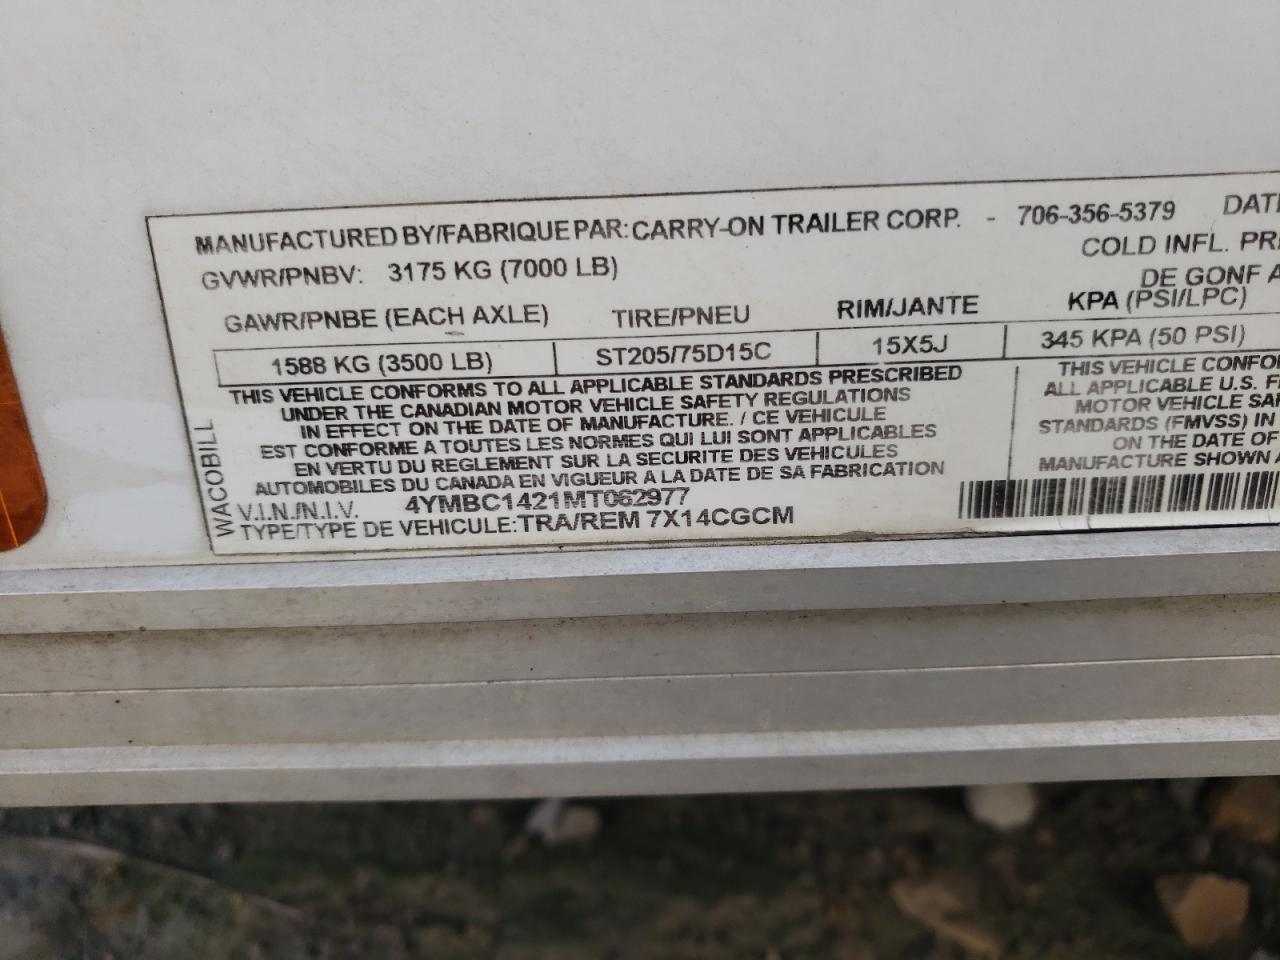 MANUFACTURED BY/FABRIQUE PAR: CARRY-ON TRAILER CORP. - 706-356-5379 DATE
GVWR/PNBV: 3175 KG (7000 LB) COLD INFL. PR
DE GONF
GAWR/PNBE (EACH AXLE) TIRE/PNEU RIM/JANTE KPA (PSI/LPC)
1588 KG (3500 LB) ST205/75D15C 15X5J 345 KPA (50 PSI)
THIS VEHICLE CONFORMS TO ALL APPLICABLE STANDARDS PRESCRIBED
UNDER THE CANADIAN MOTOR VEHICLE SAFETY REGULATIONS
IN EFFECT ON THE DATE OF MANUFACTURE. / CE VEHICULE
EST CONFORME A TOUTES LES NORMES QUI LUI SONT APPLICABLES
EN VERTU DU REGLEMENT SUR LA SECURITE DES VEHICULES
AUTOMOBILES DU CANADA EN VIGUEUR A LA DATE DE SA FABRICATION
THIS VEHICLE CONFO
ALL APPLICABLE U.S. F
MOTOR VEHICLE SA
STANDARDS (FMVSS) IN
ON THE DATE OF
MANUFACTURE SHOWN A
V.I.N./N.I.V. 4YMBC1421MT062977
TYPE/TYPE DE VEHICULE: TRA/REM 7X14CGCM
WACOBILL